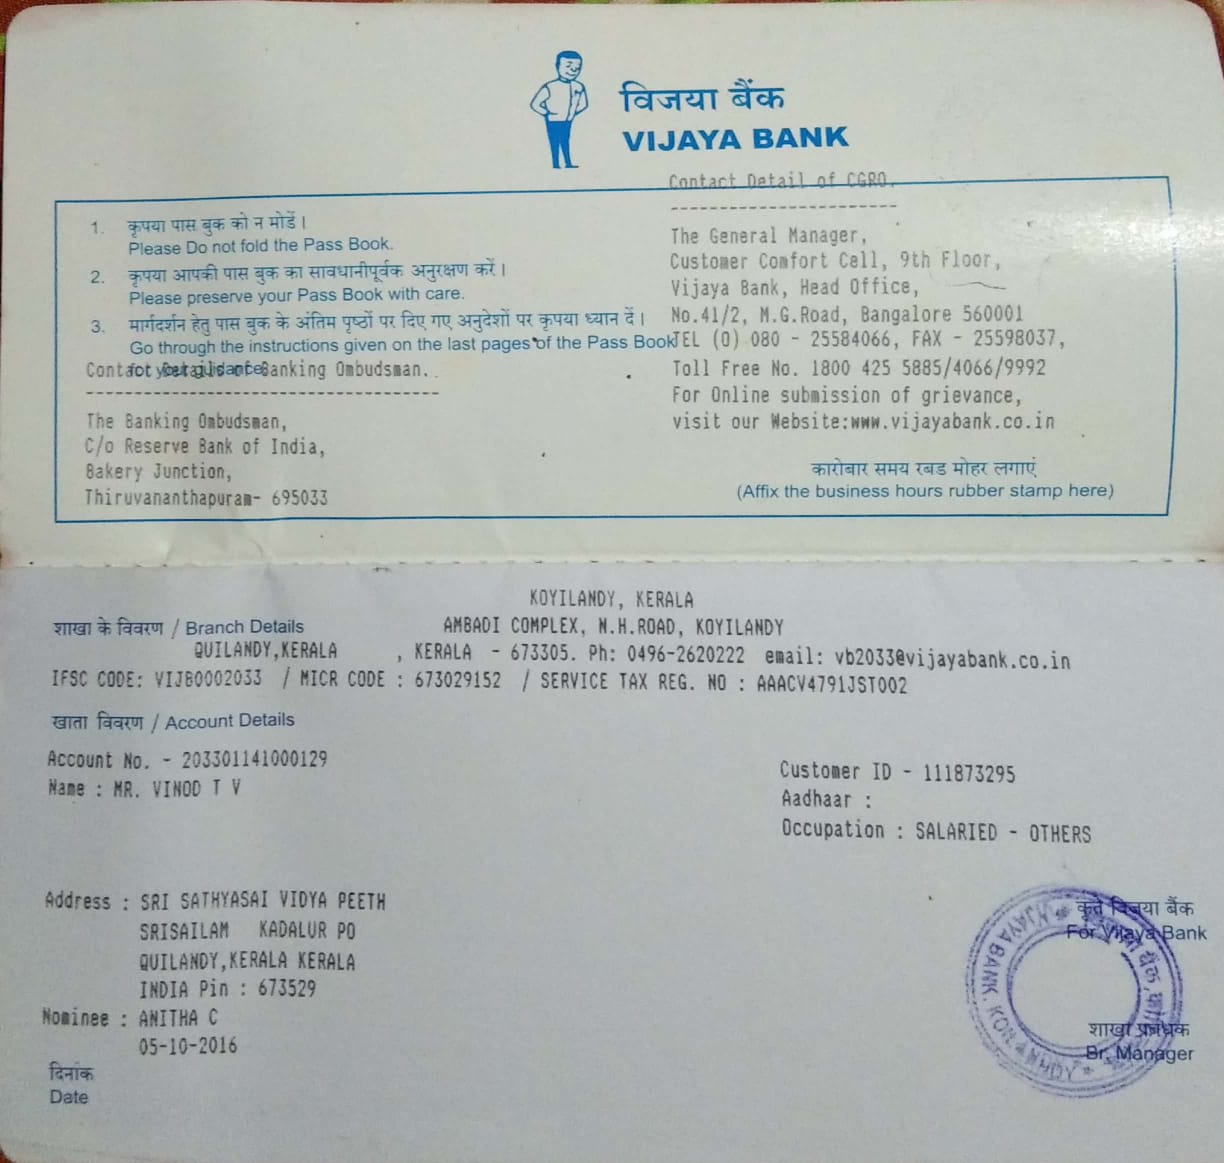 विजया बैंक
VIJAYA BANK
Contact Detail of CGRO.
-----------------------
The General Manager,
Customer Comfort Cell, 9th Floor,
Vijaya Bank, Head Office,
No.41/2, M.G.Road, Bangalore 560001
TEL (O) 080 - 25584066, FAX - 25598037,
Toll Free No. 1800 425 5885/4066/9992
For Online submission of grievance,
visit our Website:www.vijayabank.co.in
1. कृपया पास बुक को न मोडें।
Please Do not fold the Pass Book.
2. कृपया आपकी पास बुक का सावधानीपूर्वक अनुरक्षण करें।
Please preserve your Pass Book with care.
3. मार्गदर्शन हेतु पास बुक के अंतिम पृष्ठों पर दिए गए अनुदेशों पर कृपया ध्यान दें।
Go through the instructions given on the last pages of the Pass Book
for your guidance.
Contact Details of Banking Ombudsman.
------------------------------------
The Banking Ombudsman,
C/o Reserve Bank of India,
Bakery Junction,
Thiruvananthapuram- 695033
कारोबार समय रबड मोहर लगाएं
(Affix the business hours rubber stamp here)
KOYILANDY, KERALA
शाखा के विवरण / Branch Details AMBADI COMPLEX, N.H.ROAD, KOYILANDY
QUILANDY,KERALA , KERALA - 673305. Ph: 0496-2620222 email: vb2033@vijayabank.co.in
IFSC CODE: VIJB0002033 / MICR CODE : 673029152 / SERVICE TAX REG. NO : AAACV4791JST002
खाता विवरण / Account Details
Account No. - 203301141000129
Name : MR. VINOD T V
Customer ID - 111873295
Aadhaar :
Occupation : SALARIED - OTHERS
Address : SRI SATHYASAI VIDYA PEETH
SRISAILAM KADALUR PO
QUILANDY,KERALA KERALA
INDIA Pin : 673529
Nominee : ANITHA C
05-10-2016
दिनांक
Date
कृते विजया बैंक
For Vijaya Bank
शाखा प्रबंधक
Br. Manager
VIJAYA BANK